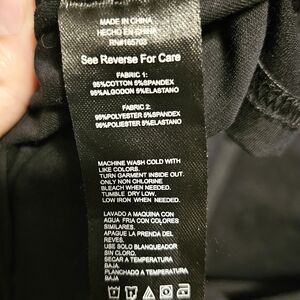 MADE IN CHINA
HECHO EN CHINA
See Reverse For Care
FABRIC 1:
95%COTTON 5%SPANDEX
95%ALGODON 5%ELASTANO
FABRIC 2:
95%POLYESTER 5%SPANDEX
95%POLIESTER 5%ELASTANO
MACHINE WASH COLD WITH
LIKE COLORS.
TURN GARMENT INSIDE OUT.
ONLY NON CHLORINE
BLEACH WHEN NEEDED.
TUMBLE DRY LOW.
LOW IRON WHEN NEEDED.
LAVADO A MAQUINA CON
AGUA FRIA CON COLORES
SIMILARES.
APAGUE LA PRENDA DEL
REVES.
USE SOLO BLANQUEADOR
SIN CLORO.
SECAR A TEMPERATURA
BAJA
PLANCHADO A TEMPERATURA
BAJA